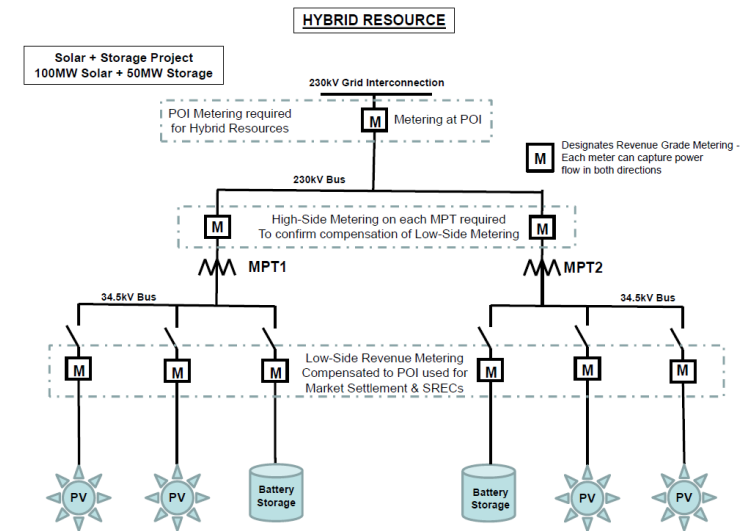 HYBRID RESOURCE
Solar + Storage Project
100MW Solar + 50MW Storage
230kV Grid Interconnection
POI Metering required
for Hybrid Resources
M
Metering at POI
M
Designates Revenue Grade Metering -
Each meter can capture power
flow in both directions
230kV Bus
M
High-Side Metering on each MPT required
To confirm compensation of Low-Side Metering
M
MPT1
MPT2
34.5kV Bus
34.5kV Bus
M
M
M
Low-Side Revenue Metering
Compensated to POI used for
Market Settlement & SRECs
M
M
M
PV
PV
Battery
Storage
Battery
Storage
PV
PV